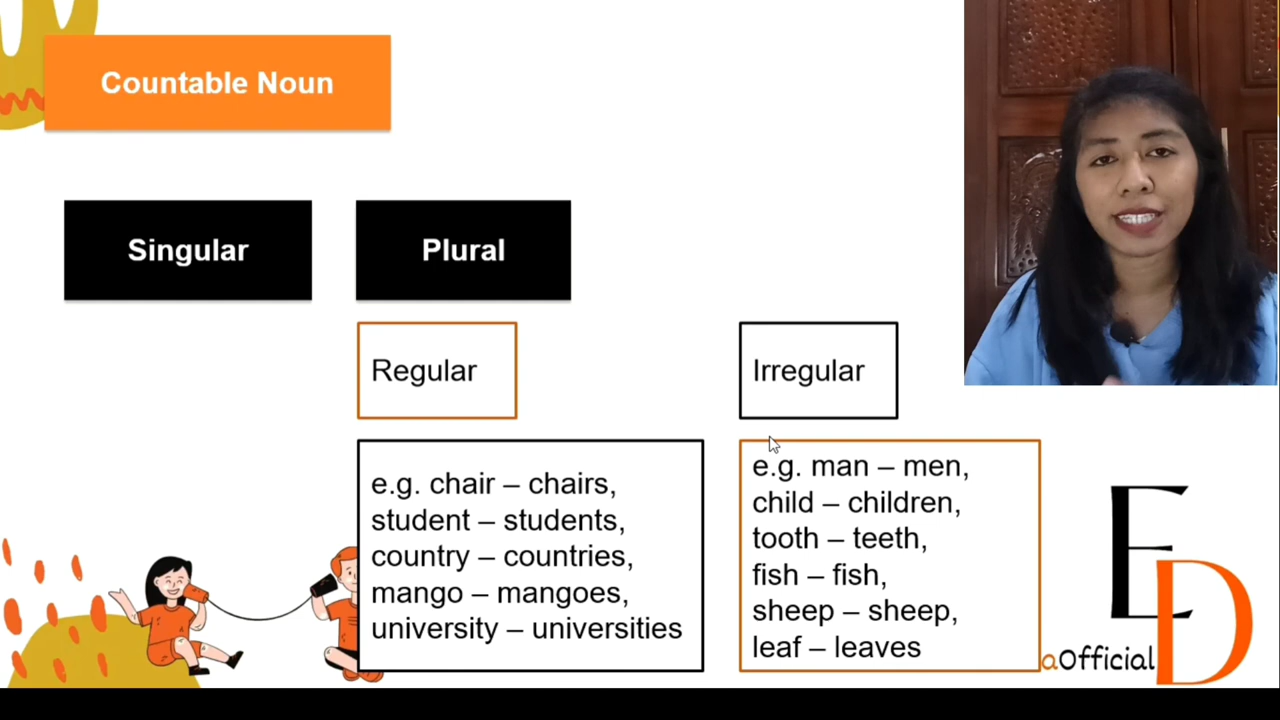 Countable Noun
Singular
Plural
Regular
Irregular
e.g. chair – chairs,
student – students,
country – countries,
mango – mangoes,
university – universities
e.g. man – men,
child – children,
tooth – teeth,
fish – fish,
sheep – sheep,
leaf – leaves
ED
aOfficial